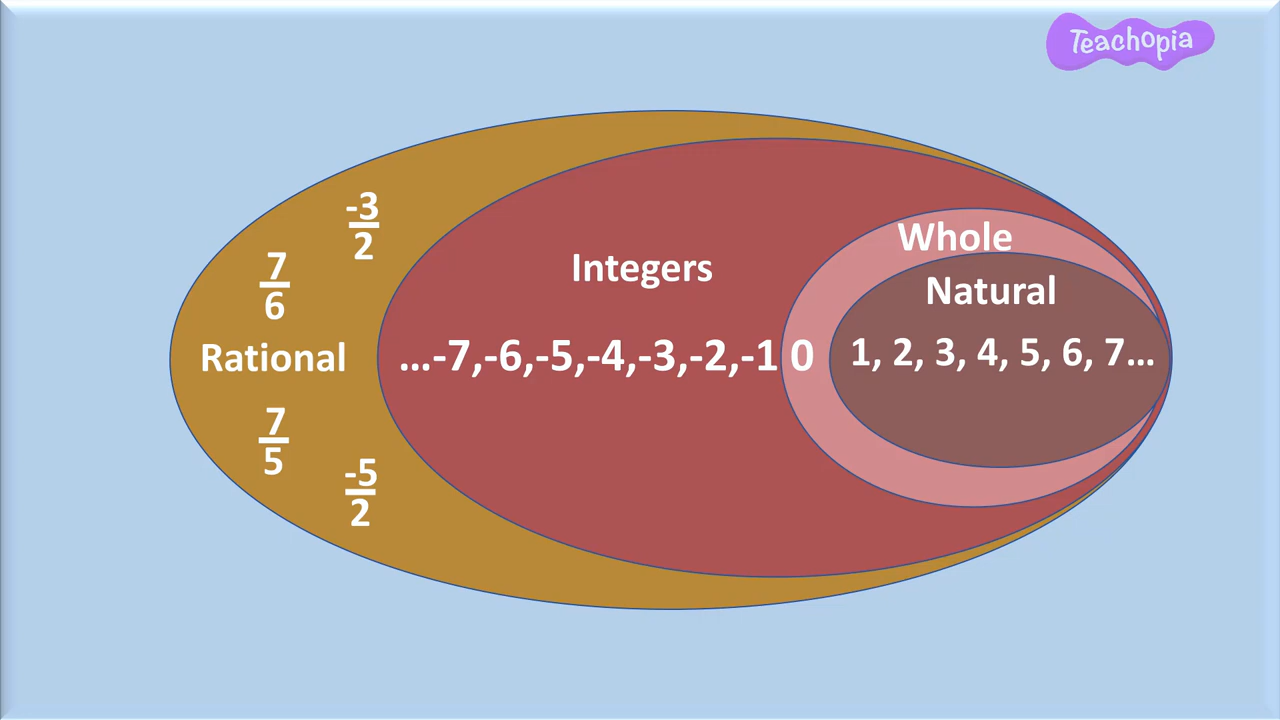 Teachopia
-3
2
7
6
Whole
Integers
Natural
Rational
...-7,-6,-5,-4,-3,-2,-1 0 1, 2, 3, 4, 5, 6, 7...
7
5
-5
2